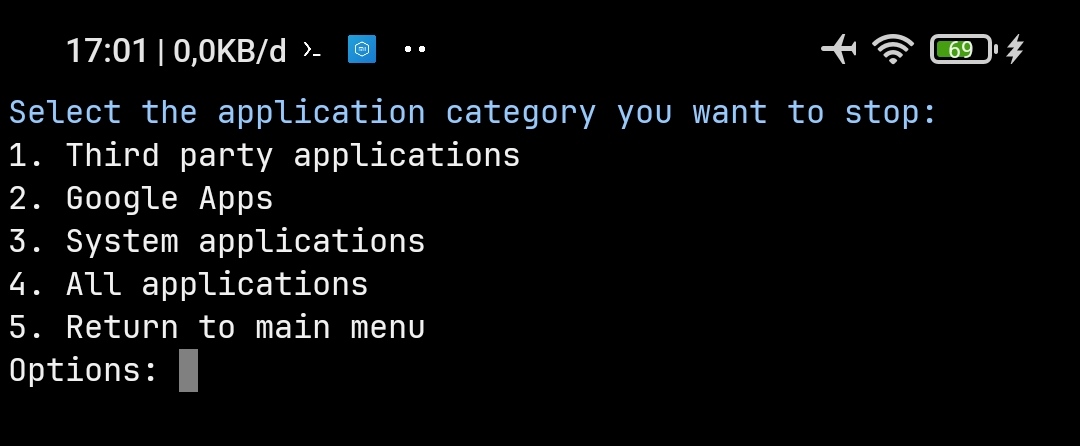 17:01 | 0,0KB/d
69
Select the application category you want to stop:
1. Third party applications
2. Google Apps
3. System applications
4. All applications
5. Return to main menu
Options: